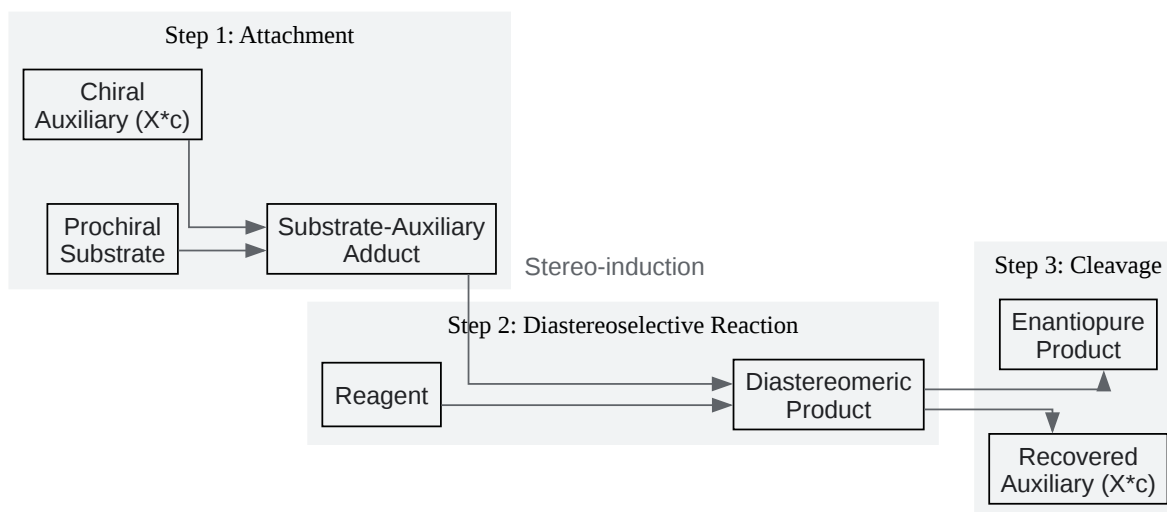 Step 1: Attachment
Chiral
Auxiliary (X*c)
Prochiral
Substrate
Substrate-Auxiliary
Adduct
Stereo-induction
Step 2: Diastereoselective Reaction
Reagent
Diastereomeric
Product
Step 3: Cleavage
Enantiopure
Product
Recovered
Auxiliary (X*c)